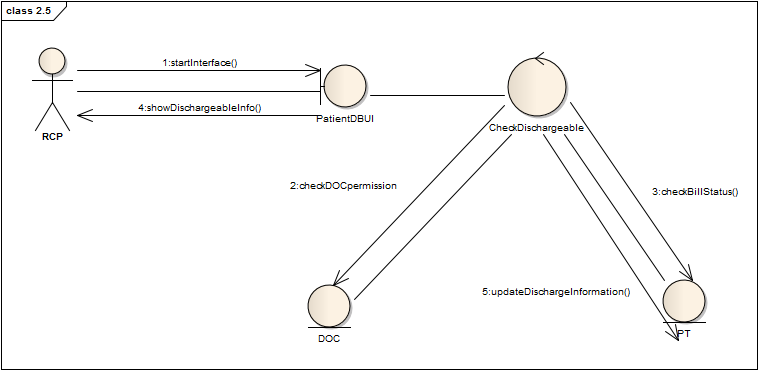 class 2.5
1:startInterface()
4:showDischargeableInfo()
RCP
PatientDBUI
CheckDischargeable
2:checkDOCpermission
3:checkBillStatus()
5:updateDischargeInformation()
DOC
PT